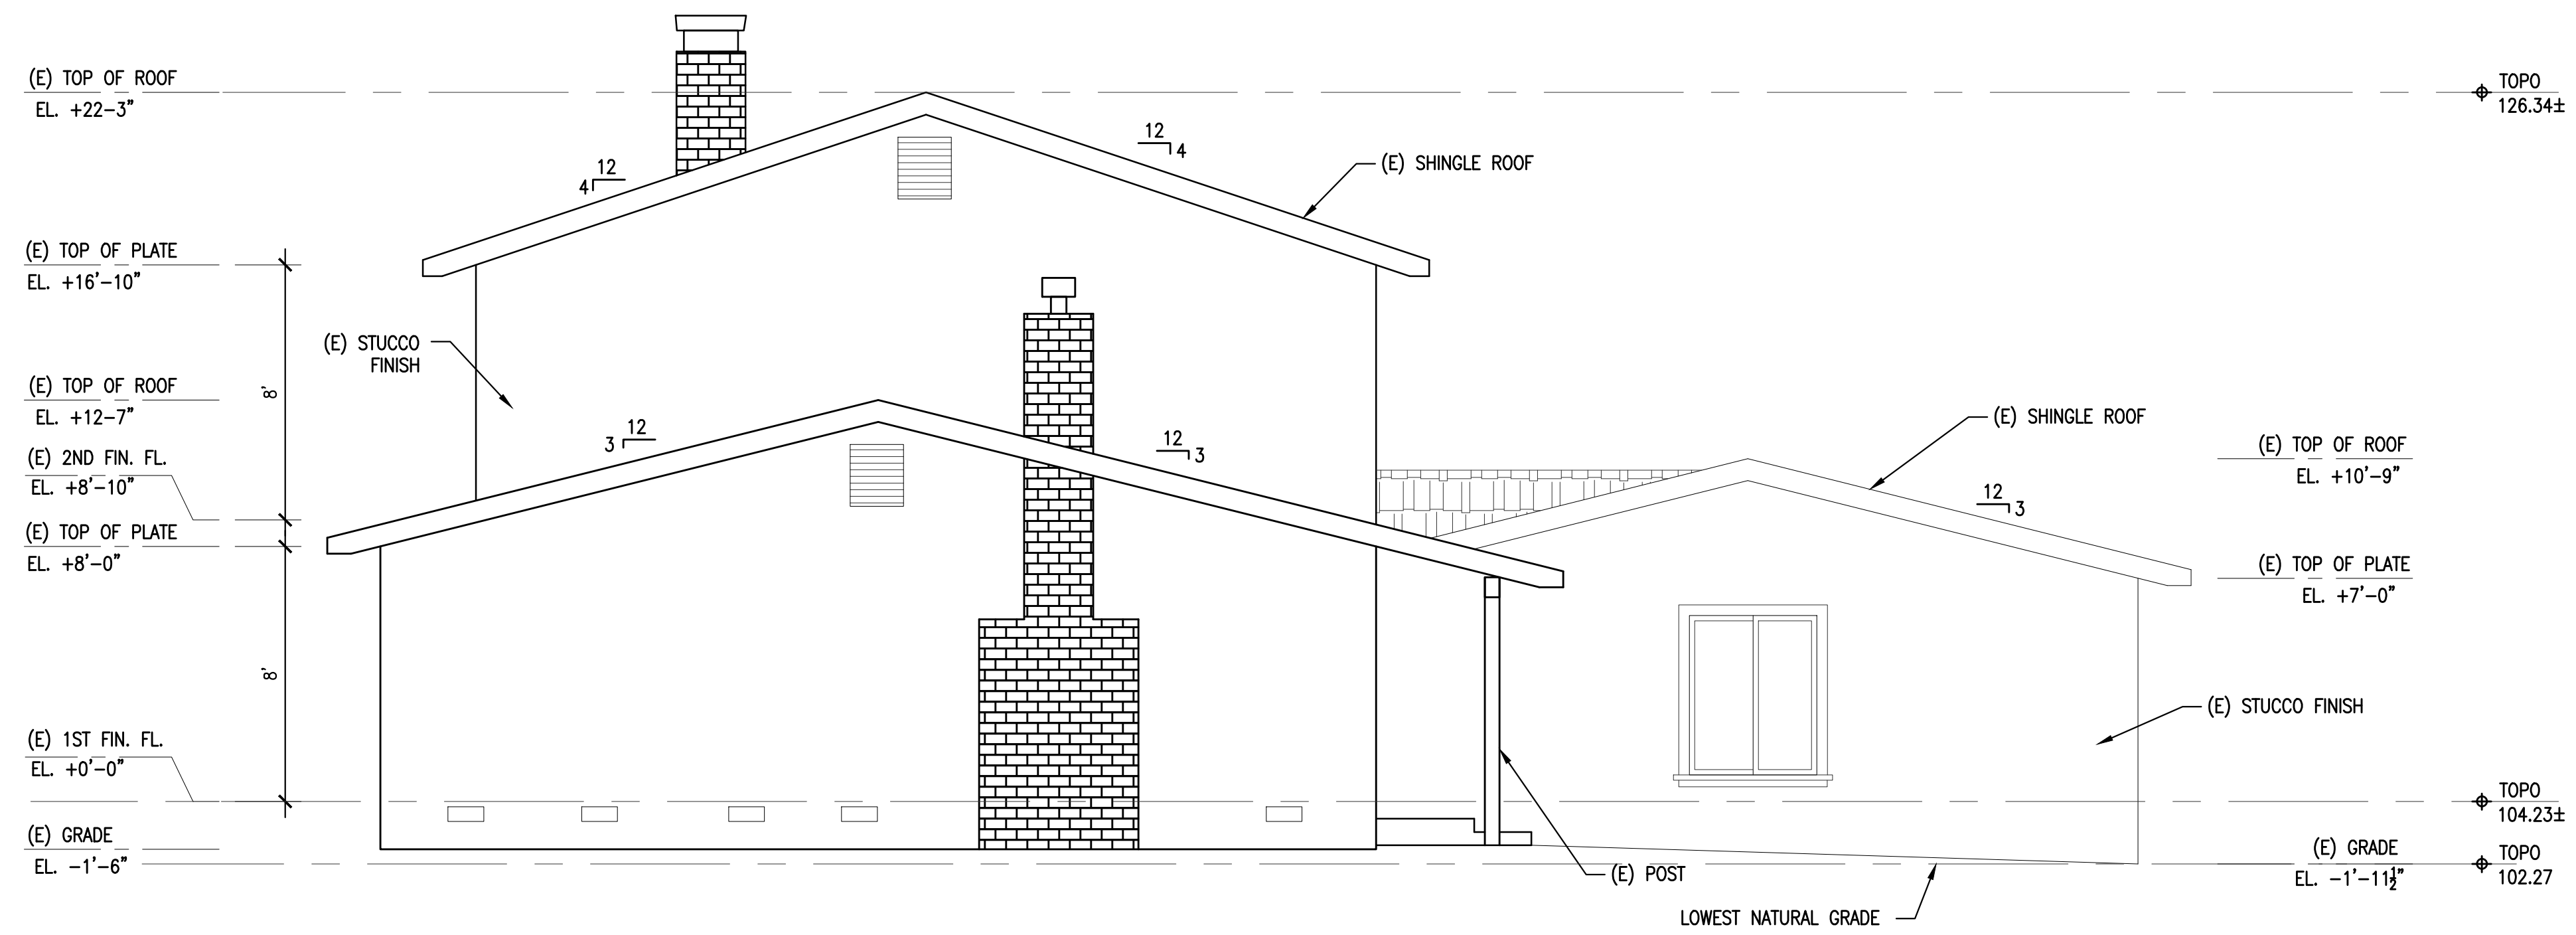 (E) TOP OF ROOF
EL. +22-3"
TOPO
126.34±
12
4
12
4
(E) SHINGLE ROOF
(E) TOP OF PLATE
EL. +16'-10"
(E) STUCCO
FINISH
8'
(E) TOP OF ROOF
EL. +12-7"
12
3
12
3
(E) SHINGLE ROOF
(E) TOP OF ROOF
EL. +10'-9"
(E) 2ND FIN. FL.
EL. +8'-10"
12
3
(E) TOP OF PLATE
EL. +8'-0"
(E) TOP OF PLATE
EL. +7'-0"
8'
(E) STUCCO FINISH
(E) 1ST FIN. FL.
EL. +0'-0"
TOPO
104.23±
(E) GRADE
EL. -1'-6"
(E) POST
(E) GRADE
EL. -1'-11½"
TOPO
102.27
LOWEST NATURAL GRADE